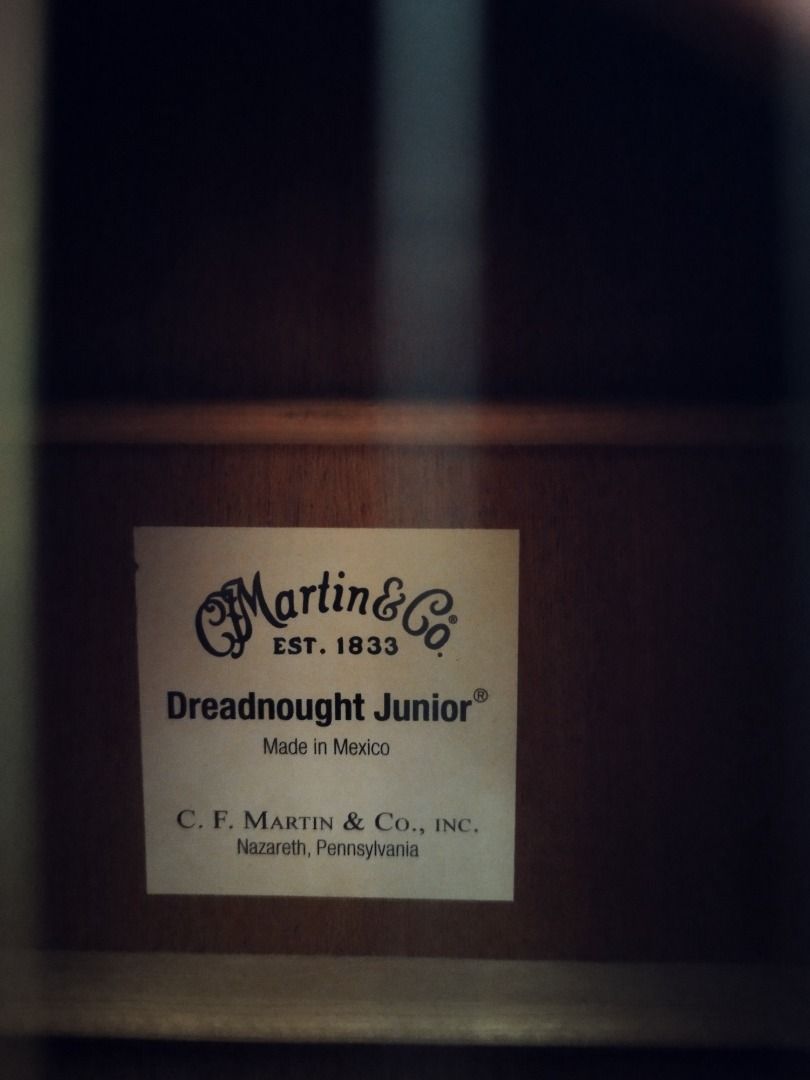 CFMartin & Co.®
EST. 1833
Dreadnought Junior®
Made in Mexico
C. F. MARTIN & CO., INC.
Nazareth, Pennsylvania